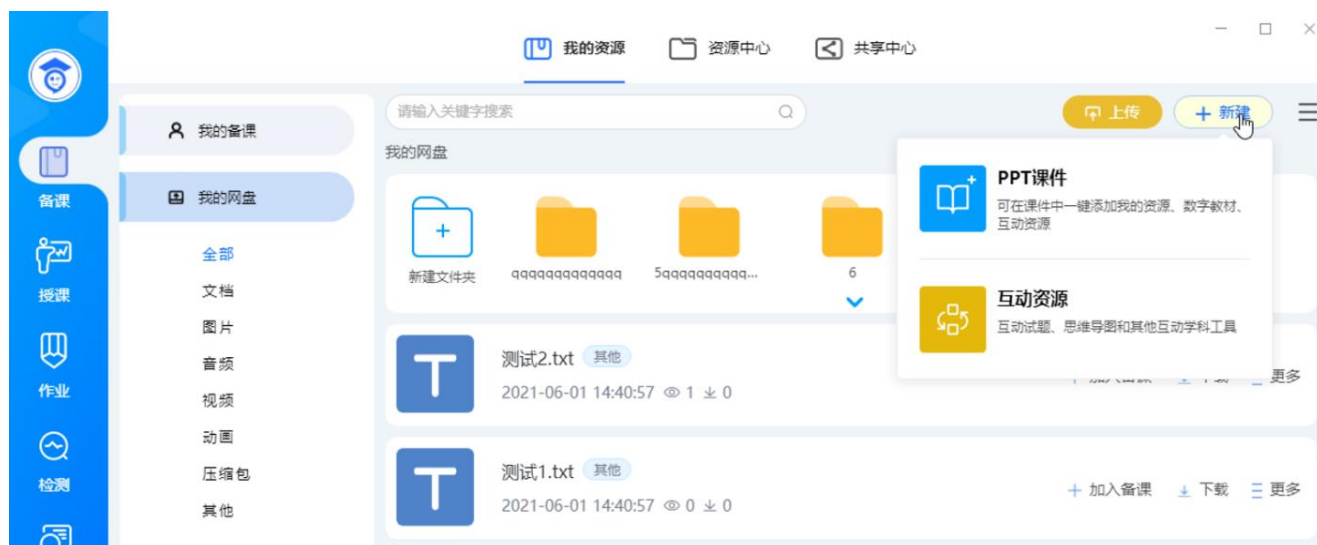 我的资源
资源中心
共享中心
备课
授课
作业
检测
我的备课
我的网盘
全部
文档
图片
音频
视频
动画
压缩包
其他
请输入关键字搜索
上传
+ 新建
我的网盘
新建文件夹
qqqqqqqqqqqqq
5qqqqqqqqqq...
6
PPT课件
可在课件中一键添加我的资源、数字教材、
互动资源
互动资源
互动试题、思维导图和其他互动学科工具
测试2.txt 其他
2021-06-01 14:40:57 1 0
更多
测试1.txt 其他
2021-06-01 14:40:57 0 0
+ 加入备课 下载 更多